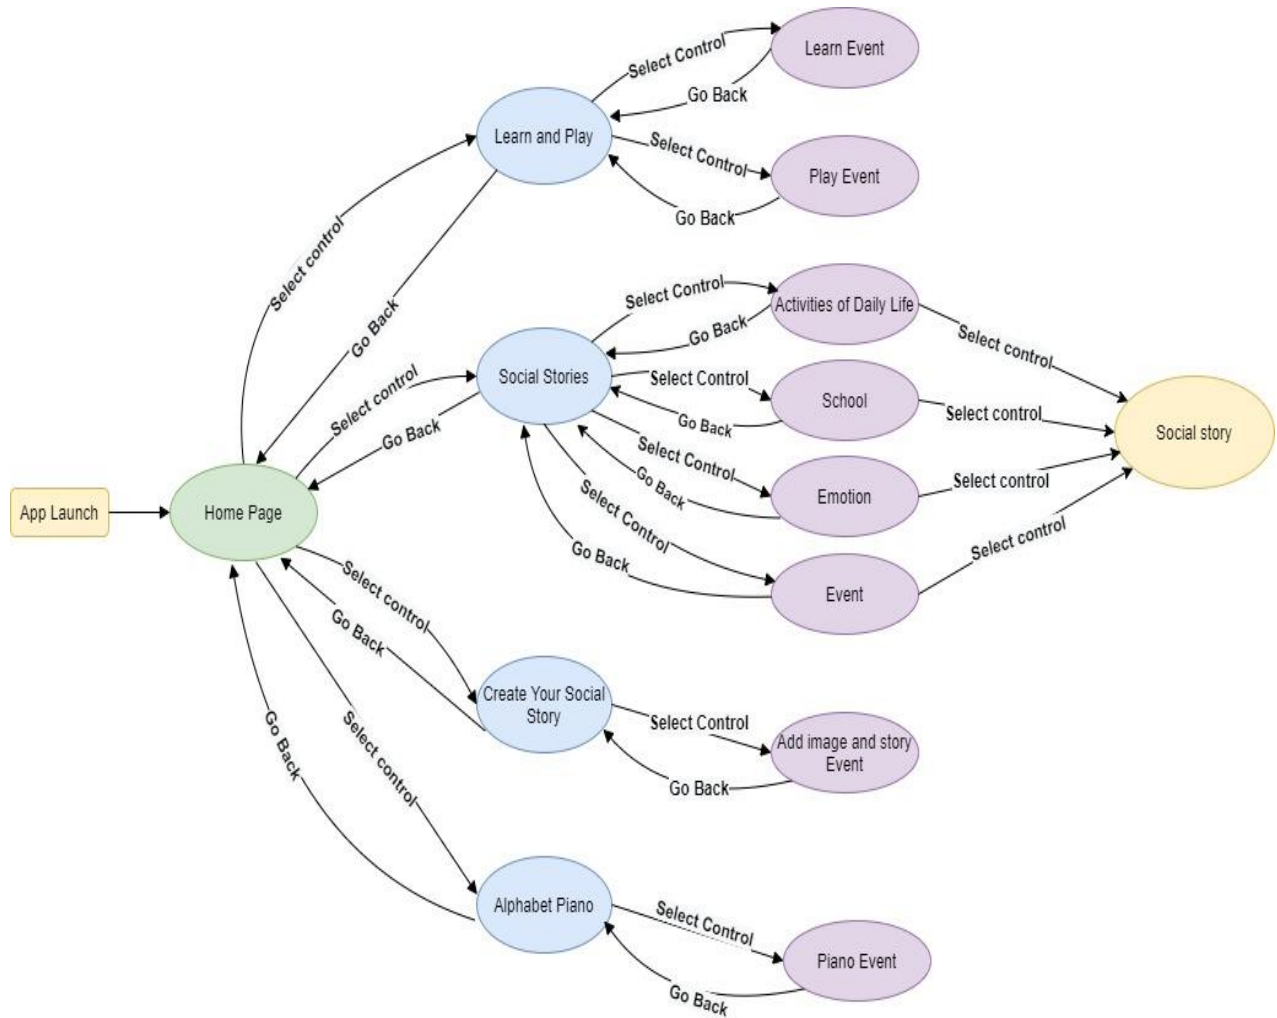 Learn Event
Select Control
Go Back
Learn and Play
Select Control
Play Event
Go Back
Select control
Go Back
Select Control
Activities of Daily Life
Go Back
Select control
Social Stories
Select Control
School
Go Back
Select control
Social story
Select control
Go Back
Select Control
Emotion
Go Back
Select control
Select Control
Event
Go Back
Select control
App Launch
Home Page
Select control
Go Back
Create Your Social
Story
Select Control
Add image and story
Event
Go Back
Select control
Go Back
Alphabet Piano
Select Control
Piano Event
Go Back